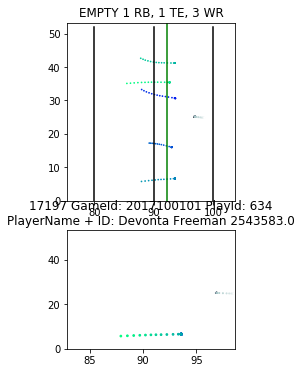 EMPTY 1 RB, 1 TE, 3 WR
50
40
30
20
10
0
80 90 100
17197 GameId: 2017100101 PlayId: 634
PlayerName + ID: Devonta Freeman 2543583.0
40
20
0
85 90 95